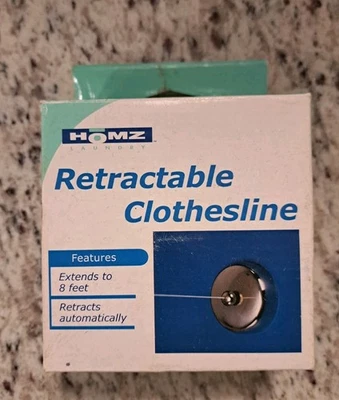 HOMZ
LAUNDRY
Retractable
Clothesline
Features
Extends to
8 feet
Retracts
automatically